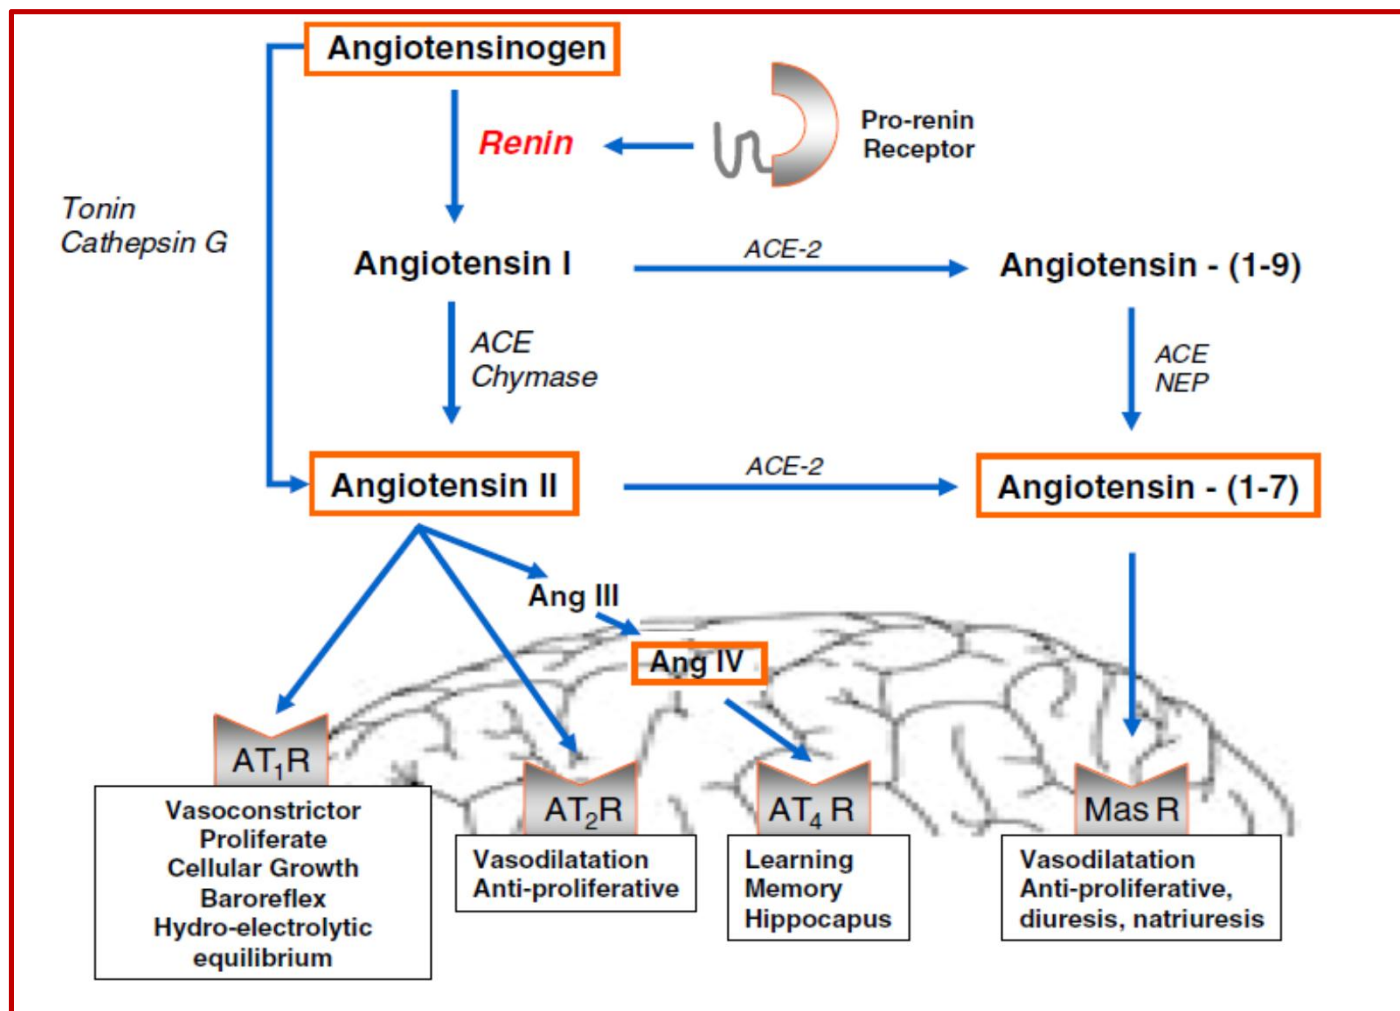 Angiotensinogen
Renin
Pro-renin
Receptor
Tonin
Cathepsin G
Angiotensin I
ACE-2
Angiotensin - (1-9)
ACE
Chymase
ACE
NEP
Angiotensin II
ACE-2
Angiotensin - (1-7)
Ang III
Ang IV
AT₁R
Vasoconstrictor
Proliferate
Cellular Growth
Baroreflex
Hydro-electrolytic
equilibrium
AT₂R
Vasodilatation
Anti-proliferative
AT₄ R
Learning
Memory
Hippocapus
Mas R
Vasodilatation
Anti-proliferative,
diuresis, natriuresis